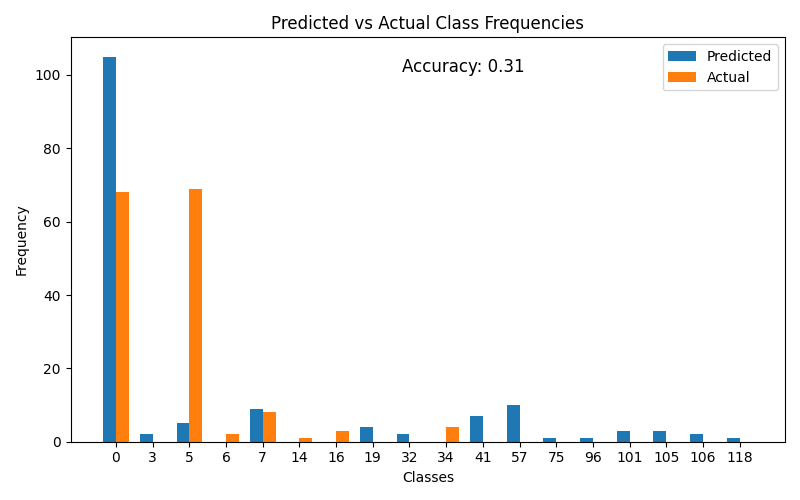 Predicted vs Actual Class Frequencies
Accuracy: 0.31
Predicted
Actual
Frequency
100
80
60
40
20
0
0 3 5 6 7 14 16 19 32 34 41 57 75 96 101 105 106 118
Classes